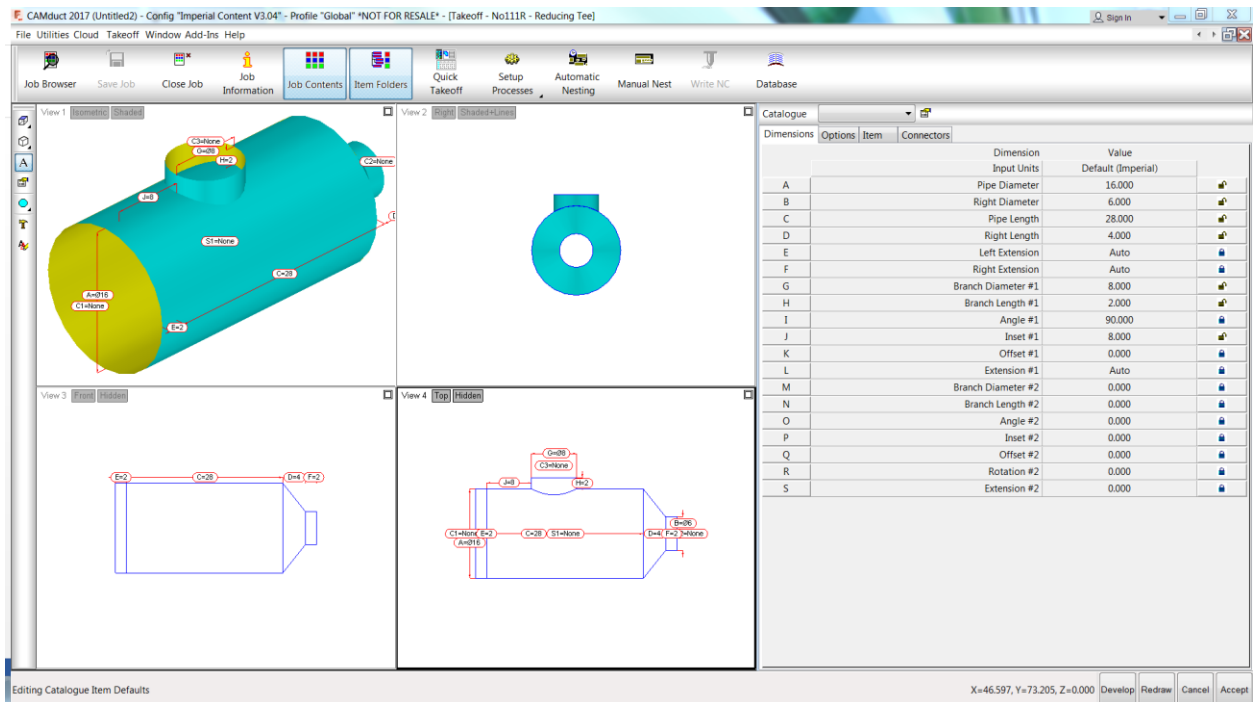 CAMduct 2017 (Untitled2) - Config "Imperial Content V3.04" - Profile "Global" *NOT FOR RESALE* - [Takeoff - No111R - Reducing Tee]
Sign In
File Utilities Cloud Takeoff Window Add-Ins Help
Job Browser
Save Job
Close Job
Job Information
Job Contents
Item Folders
Quick Takeoff
Setup Processes
Automatic Nesting
Manual Nest
Write NC
Database
View 1 Isometric Shaded
C3=None
G=Ø8
H=2
C2=None
J=8
S1=None
C=28
A=Ø16
C1=None
E=2
View 2 Right Shaded+Lines
View 3 Front Hidden
E=2 C=28 D=4 F=2
View 4 Top Hidden
G=Ø8
C3=None
J=8 H=2
B=Ø6
C1=None E=2 C=28 S1=None D=4 F=2 2=None
A=Ø16
Catalogue
Dimensions Options Item Connectors
Dimension Value
Input Units Default (Imperial)
A Pipe Diameter 16.000
B Right Diameter 6.000
C Pipe Length 28.000
D Right Length 4.000
E Left Extension Auto
F Right Extension Auto
G Branch Diameter #1 8.000
H Branch Length #1 2.000
I Angle #1 90.000
J Inset #1 8.000
K Offset #1 0.000
L Extension #1 Auto
M Branch Diameter #2 0.000
N Branch Length #2 0.000
O Angle #2 0.000
P Inset #2 0.000
Q Offset #2 0.000
R Rotation #2 0.000
S Extension #2 0.000
Editing Catalogue Item Defaults
X=46.597, Y=73.205, Z=0.000 Develop Redraw Cancel Accept